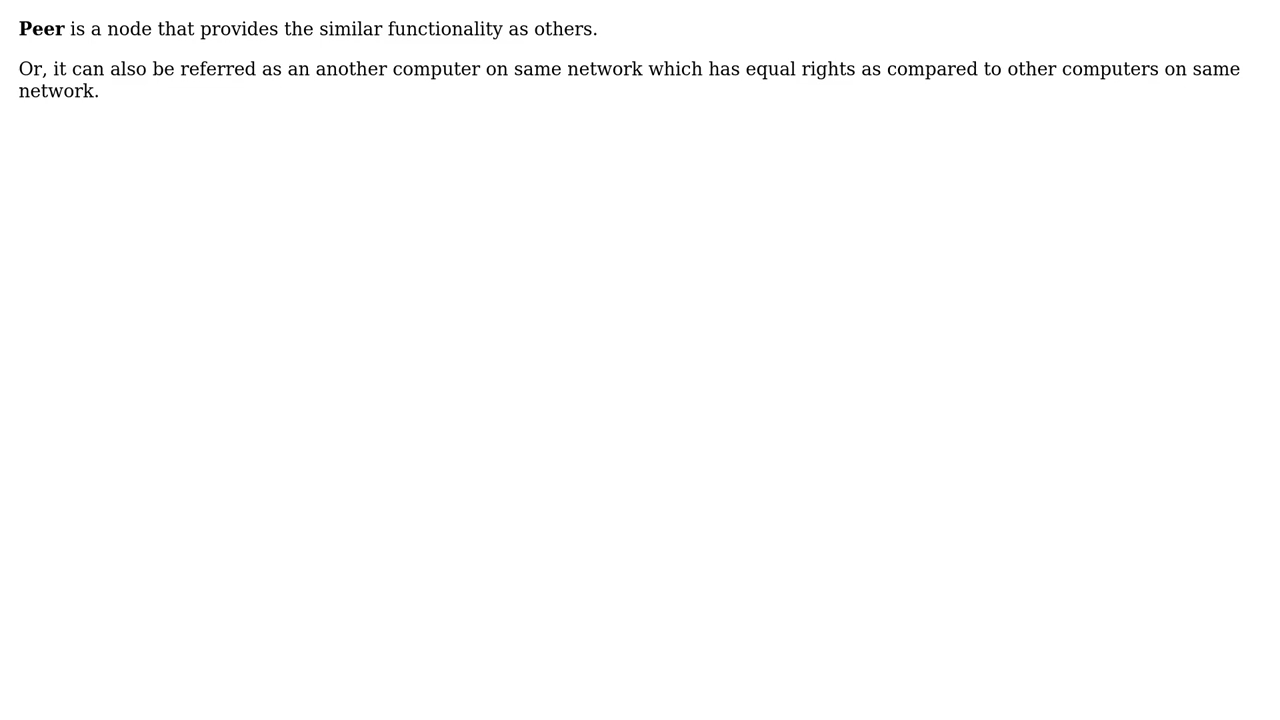 Peer is a node that provides the similar functionality as others.
Or, it can also be referred as an another computer on same network which has equal rights as compared to other computers on same
network.